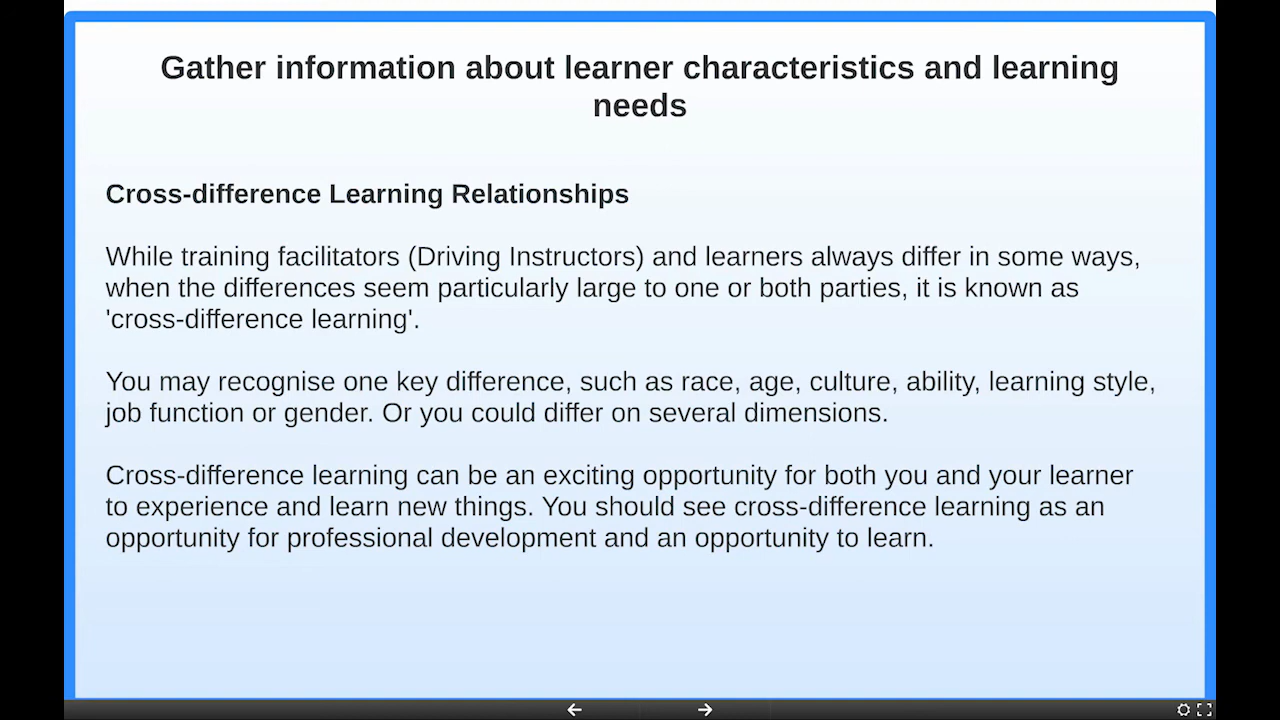 Gather information about learner characteristics and learning
needs
Cross-difference Learning Relationships
While training facilitators (Driving Instructors) and learners always differ in some ways,
when the differences seem particularly large to one or both parties, it is known as
'cross-difference learning'.
You may recognise one key difference, such as race, age, culture, ability, learning style,
job function or gender. Or you could differ on several dimensions.
Cross-difference learning can be an exciting opportunity for both you and your learner
to experience and learn new things. You should see cross-difference learning as an
opportunity for professional development and an opportunity to learn.